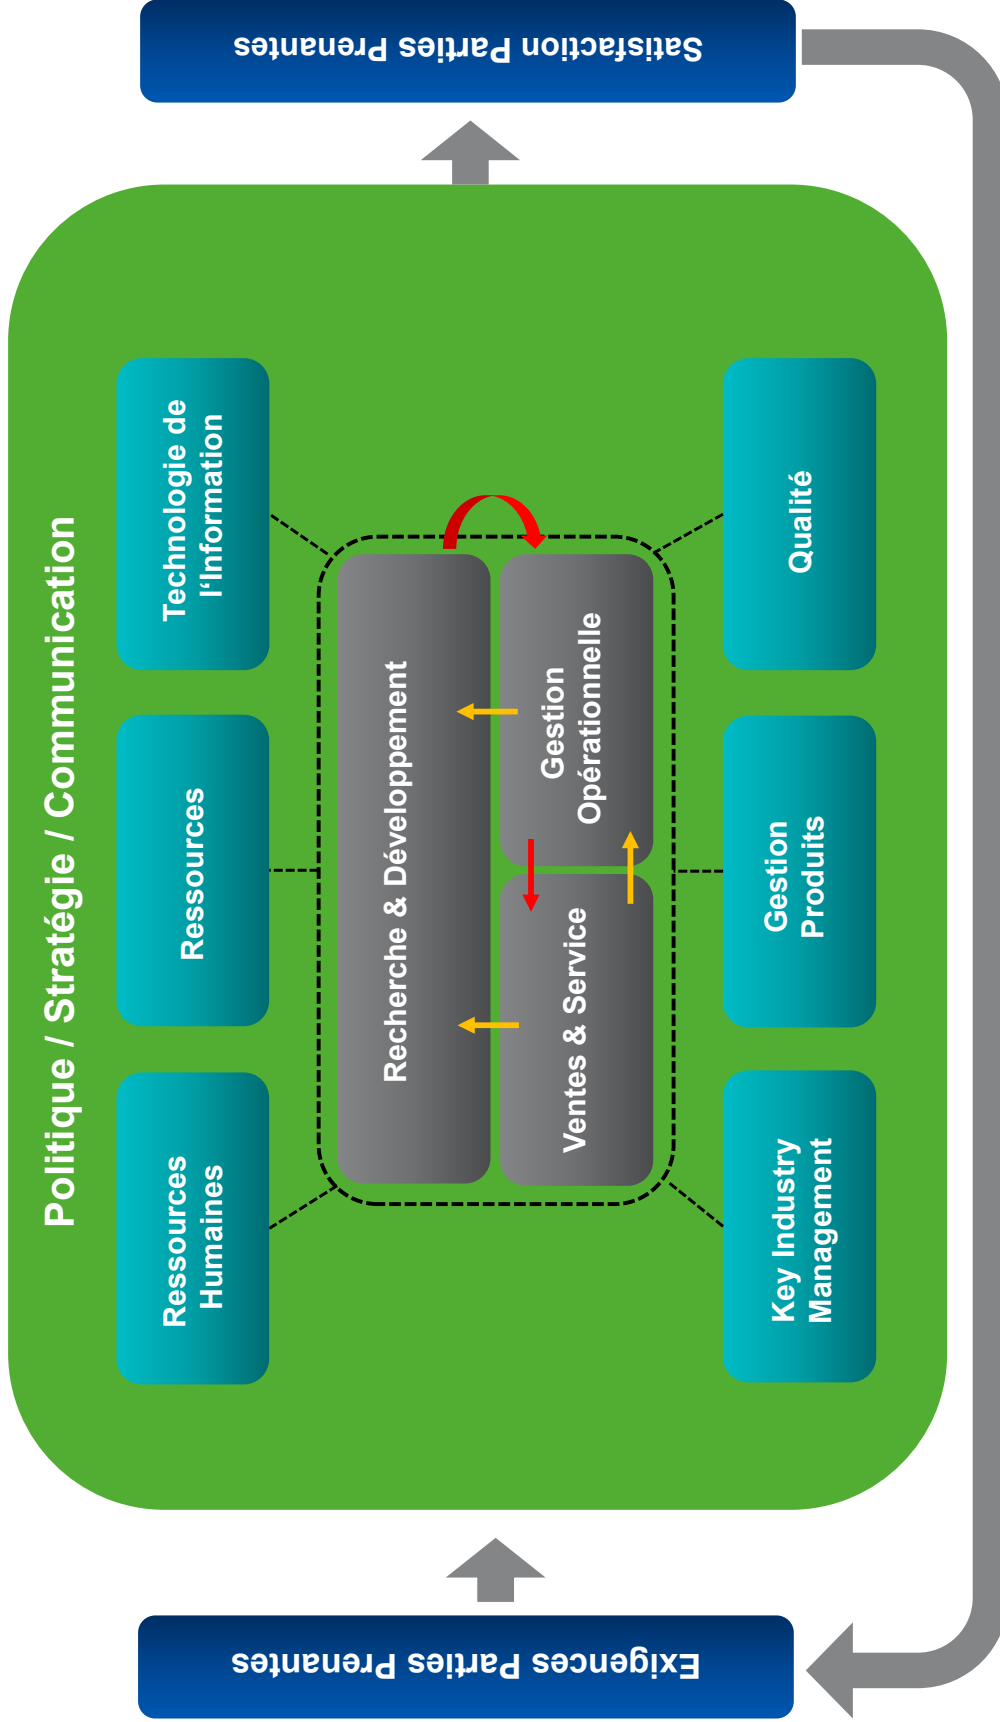 Politique / Stratégie / Communication
Exigences Parties Prenantes
Ressources
Humaines
Ressources
Technologie de
l‘Information
Recherche & Développement
Ventes & Service
Gestion
Opérationnelle
Key Industry
Management
Gestion
Produits
Qualité
Satisfaction Parties Prenantes